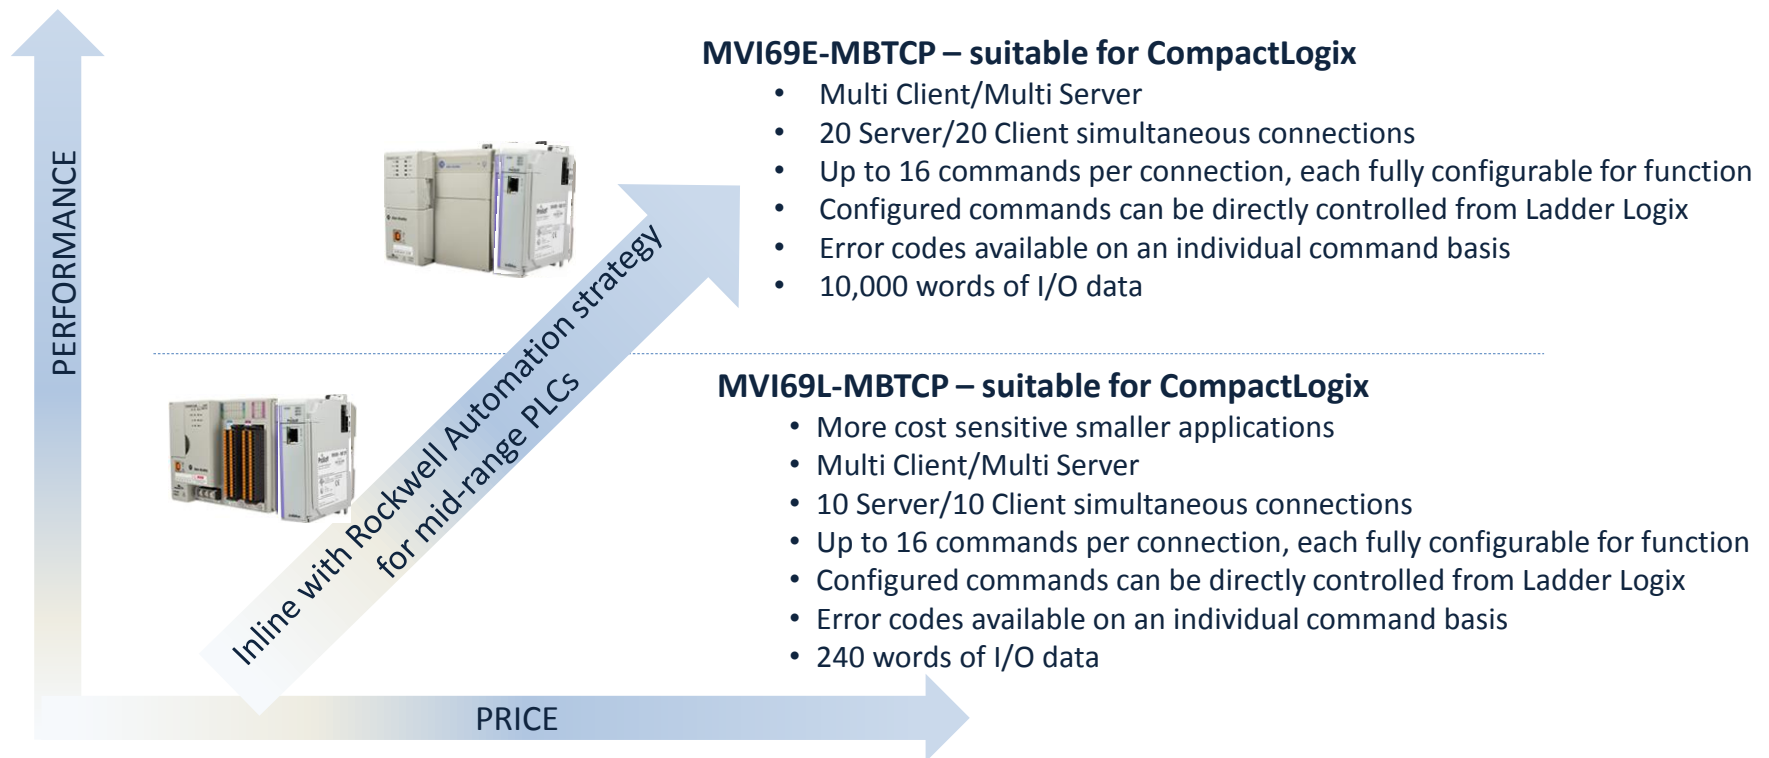 MVI69E-MBTCP – suitable for CompactLogix
• Multi Client/Multi Server
• 20 Server/20 Client simultaneous connections
• Up to 16 commands per connection, each fully configurable for function
• Configured commands can be directly controlled from Ladder Logix
• Error codes available on an individual command basis
• 10,000 words of I/O data
PERFORMANCE
Inline with Rockwell Automation strategy
for mid-range PLCs
MVI69L-MBTCP – suitable for CompactLogix
• More cost sensitive smaller applications
• Multi Client/Multi Server
• 10 Server/10 Client simultaneous connections
• Up to 16 commands per connection, each fully configurable for function
• Configured commands can be directly controlled from Ladder Logix
• Error codes available on an individual command basis
• 240 words of I/O data
PRICE